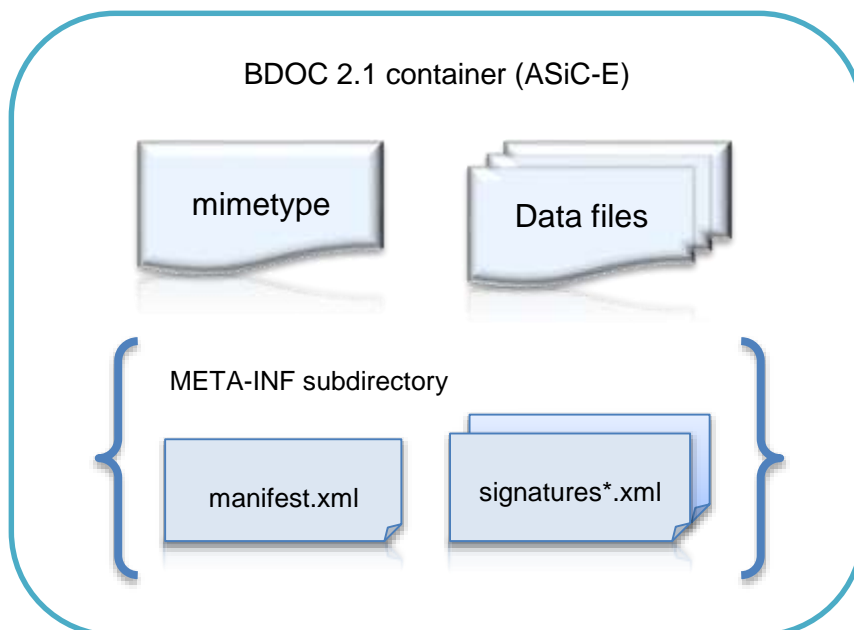 BDOC 2.1 container (ASiC-E)
mimetype
Data files
META-INF subdirectory
manifest.xml
signatures*.xml